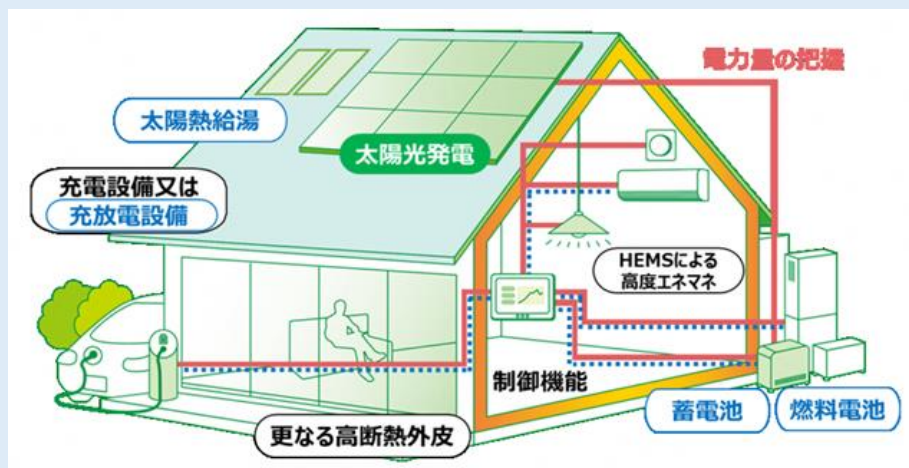 電力量の把握
太陽熱給湯
太陽光発電
充電設備又は
充放電設備
HEMSによる
高度エネマネ
制御機能
蓄電池
燃料電池
更なる高断熱外皮